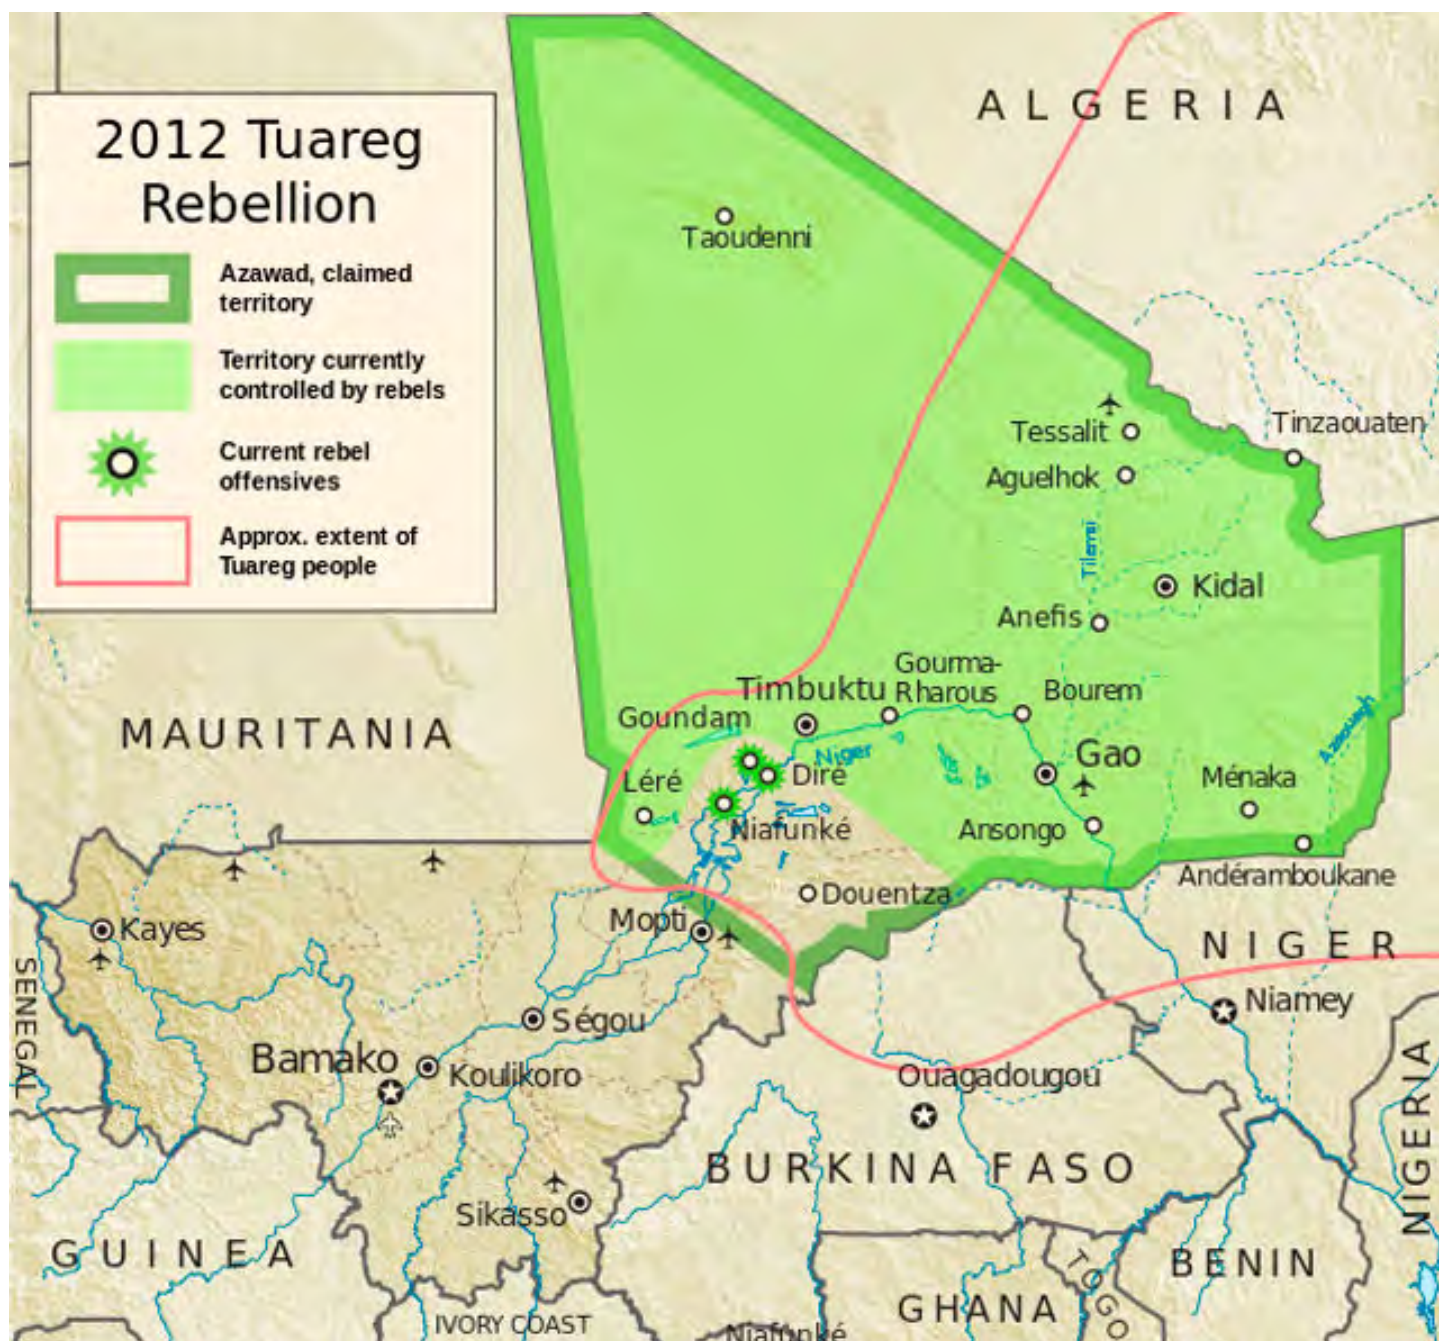 2012 Tuareg
Rebellion
Azawad, claimed
territory
Territory currently
controlled by rebels
Current rebel
offensives
Approx. extent of
Tuareg people
ALGERIA
Taoudenni
Tessalit
Tinzaouaten
Aguelhok
Tilemsi
Kidal
Anefis
Gourma-
Rharous
Timbuktu
Bourem
Goundam
MAURITANIA
Niger
Gao
Azaouagh
Léré
Diré
Ménaka
Niafunké
Ansongo
Andéramboukane
Douentza
Mopti
Kayes
NIGER
SENEGAL
Niamey
Ségou
Bamako
Koulikoro
Ouagadougou
NIGERIA
BURKINA FASO
Sikasso
GUINEA
BENIN
TOGO
GHANA
IVORY COAST
Niafunké